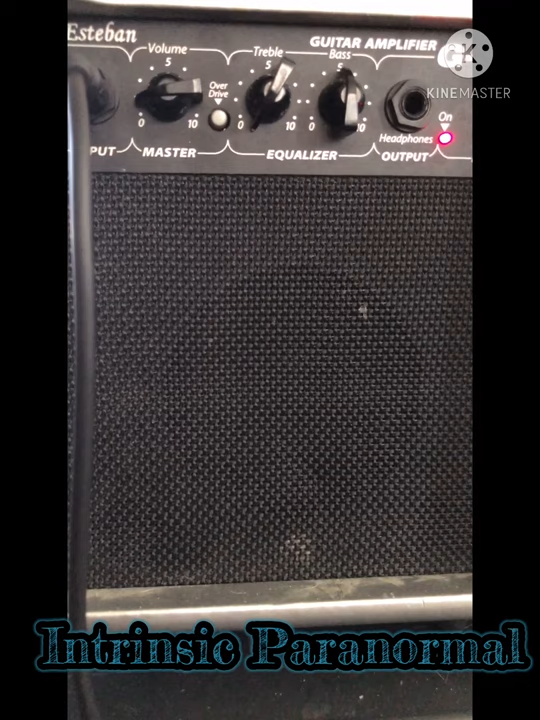 Esteban
GUITAR AMPLIFIER
Volume
5
Treble
5
Bass
5
Over
Drive
0
10
0
10
0
10
On
Headphones
PUT
MASTER
EQUALIZER
OUTPUT
KINEMASTER
Intrinsic Paranormal